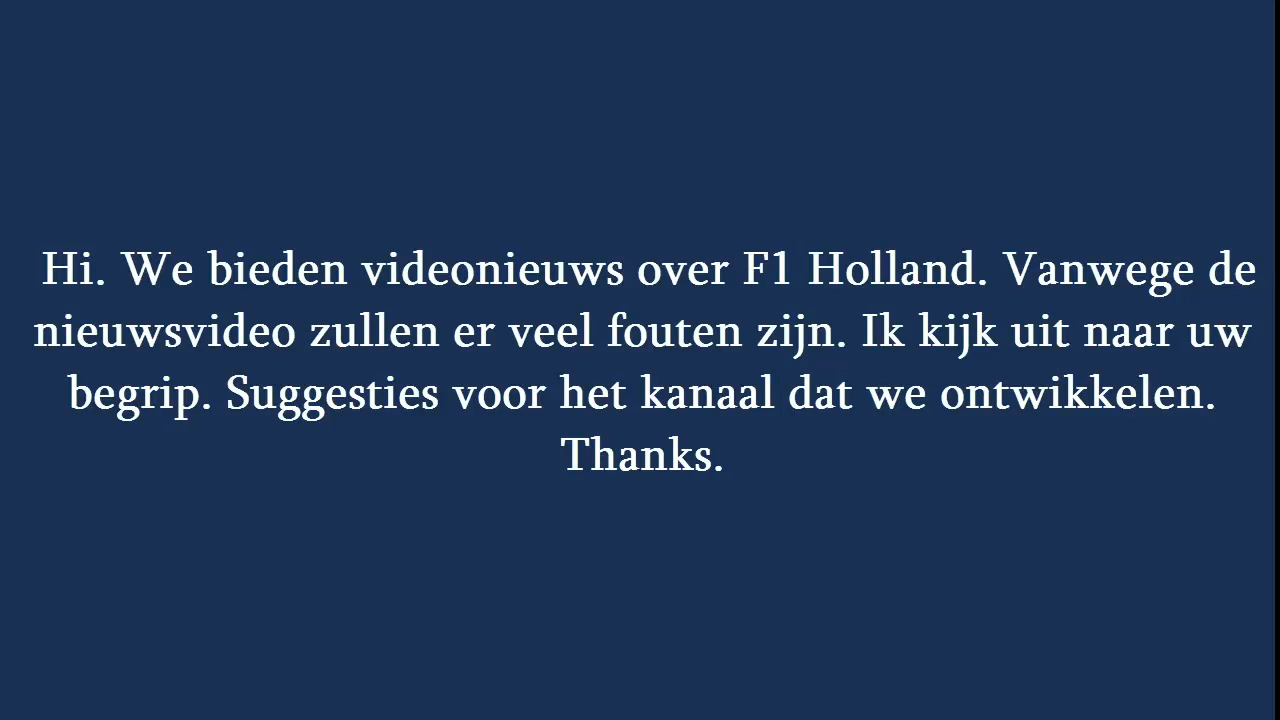 Hi. We bieden videonieuws over F1 Holland. Vanwege de
nieuwsvideo zullen er veel fouten zijn. Ik kijk uit naar uw
begrip. Suggesties voor het kanaal dat we ontwikkelen.
Thanks.